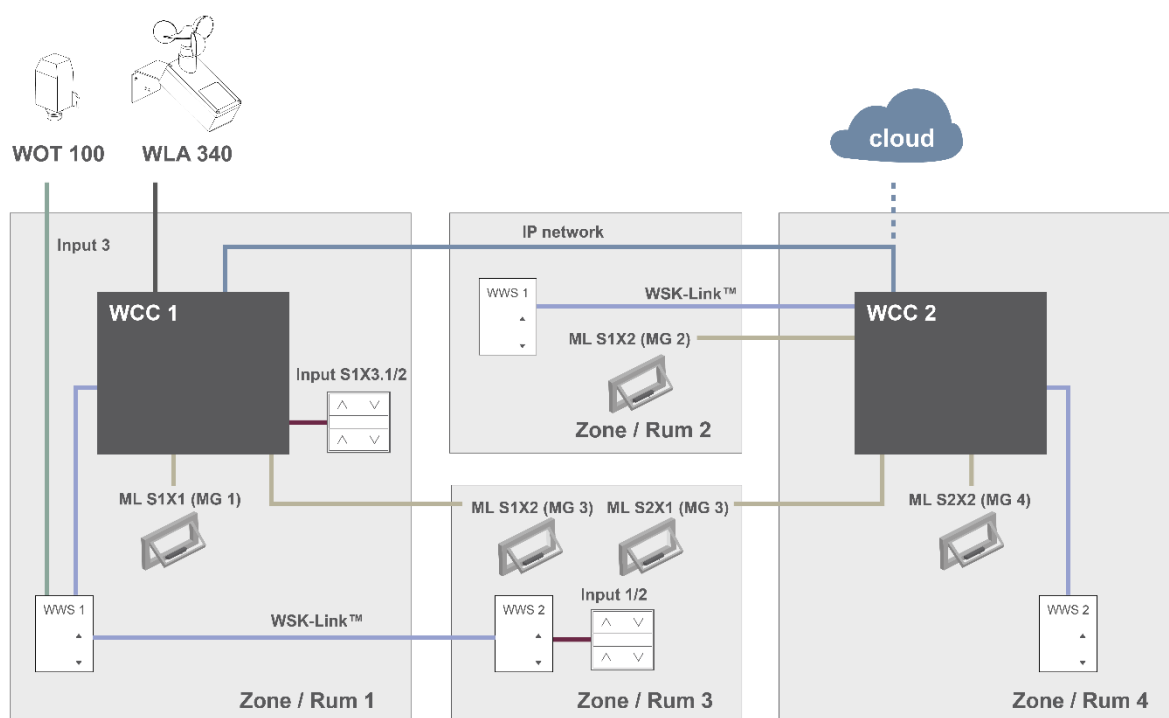 WOT 100
WLA 340
cloud
Input 3
IP network
WCC 1
WWS 1
WSK-Link™
WCC 2
ML S1X2 (MG 2)
Input S1X3.1/2
Zone / Rum 2
ML S1X1 (MG 1)
ML S1X2 (MG 3)
ML S2X1 (MG 3)
ML S2X2 (MG 4)
WWS 1
WSK-Link™
WWS 2
Input 1/2
WWS 2
Zone / Rum 1
Zone / Rum 3
Zone / Rum 4